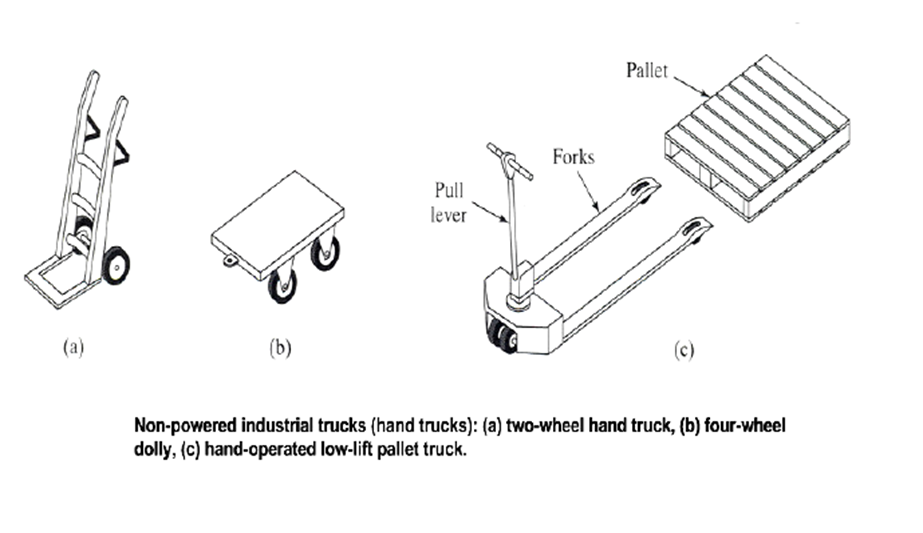 Pallet
Forks
Pull
lever
(a)
(b)
(c)
Non-powered industrial trucks (hand trucks): (a) two-wheel hand truck, (b) four-wheel
dolly, (c) hand-operated low-lift pallet truck.